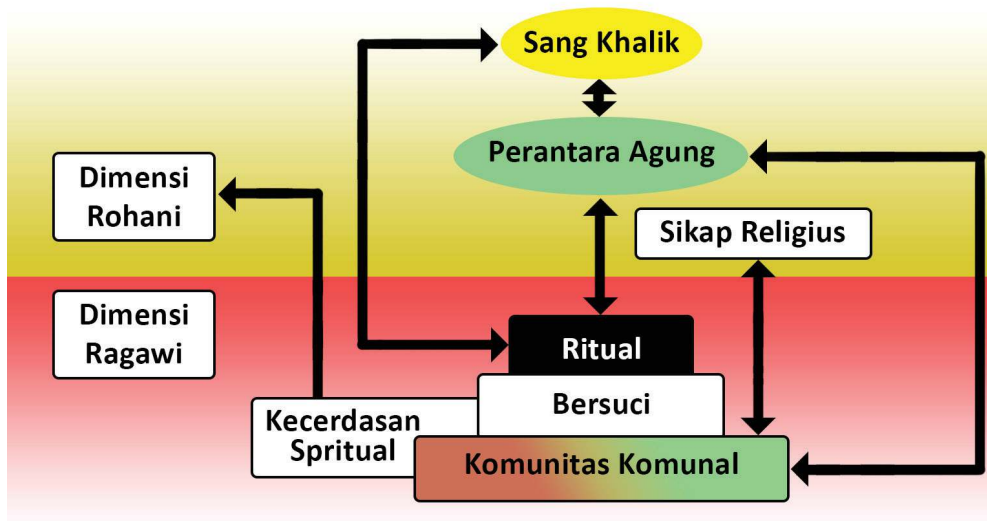 Sang Khalik
Perantara Agung
Dimensi
Rohani
Sikap Religius
Dimensi
Ragawi
Ritual
Bersuci
Kecerdasan
Spritual
Komunitas Komunal